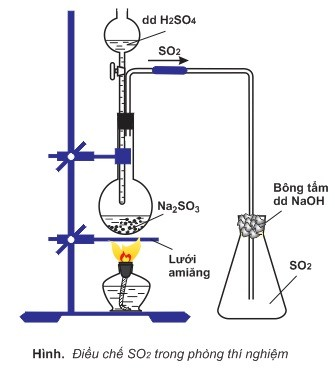 dd H₂SO₄
SO₂
Na₂SO₃
Bông tẩm
dd NaOH
Lưới
amiăng
SO₂
Hình. Điều chế SO₂ trong phòng thí nghiệm